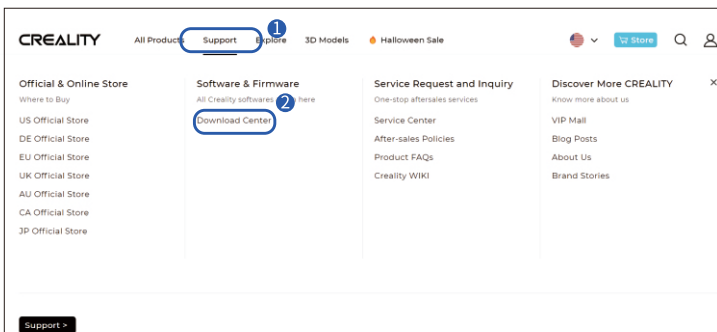 CREALITY
All Products Support Explore 3D Models Halloween Sale Store
1
Official & Online Store
Where to Buy
US Official Store
DE Official Store
EU Official Store
UK Official Store
AU Official Store
CA Official Store
JP Official Store
Software & Firmware
All Creality softwares here
2
Download Center
Service Request and Inquiry
One-stop aftersales services
Service Center
After-sales Policies
Product FAQs
Creality WIKI
Discover More CREALITY ×
Know more about us
VIP Mall
Blog Posts
About Us
Brand Stories
Support >